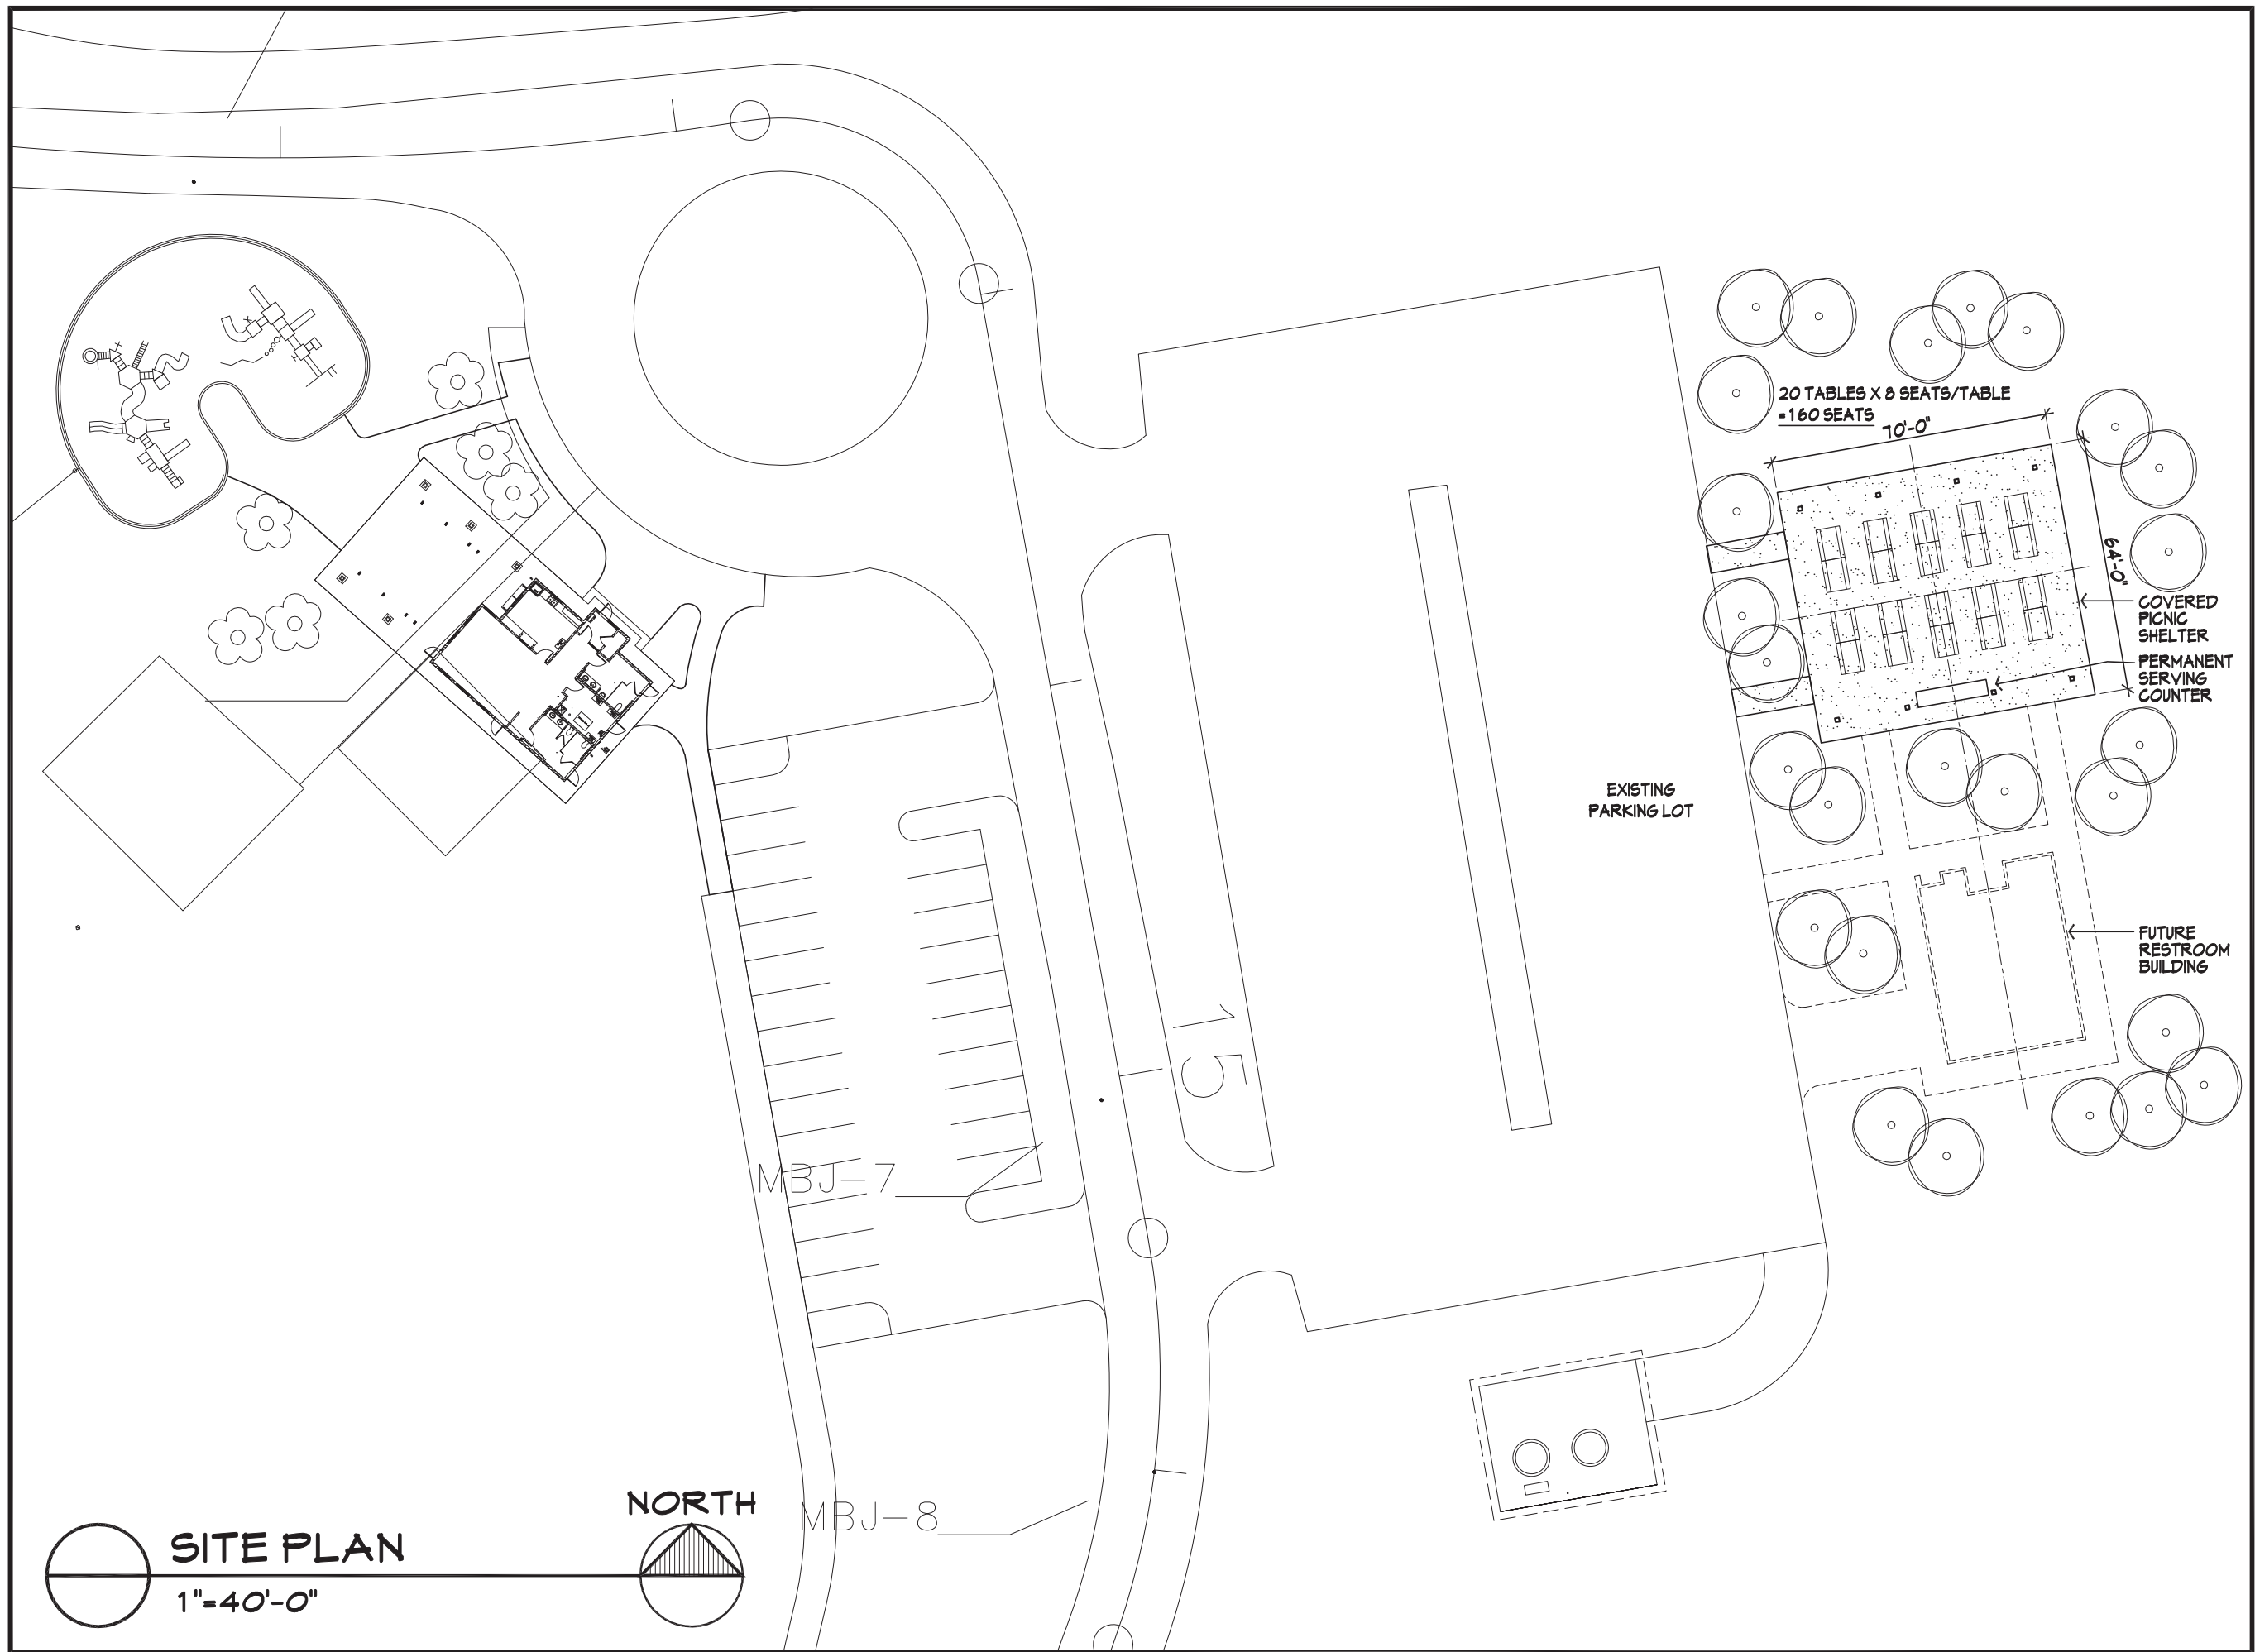 20 TABLES X 8 SEATS/TABLE
=160 SEATS
70'-0"
64'-0"
COVERED
PICNIC
SHELTER
PERMANENT
SERVING
COUNTER
EXISTING
PARKING LOT
FUTURE
RESTROOM
BUILDING
15
MBJ-7
MBJ-8
NORTH
SITE PLAN
1"=40'-0"